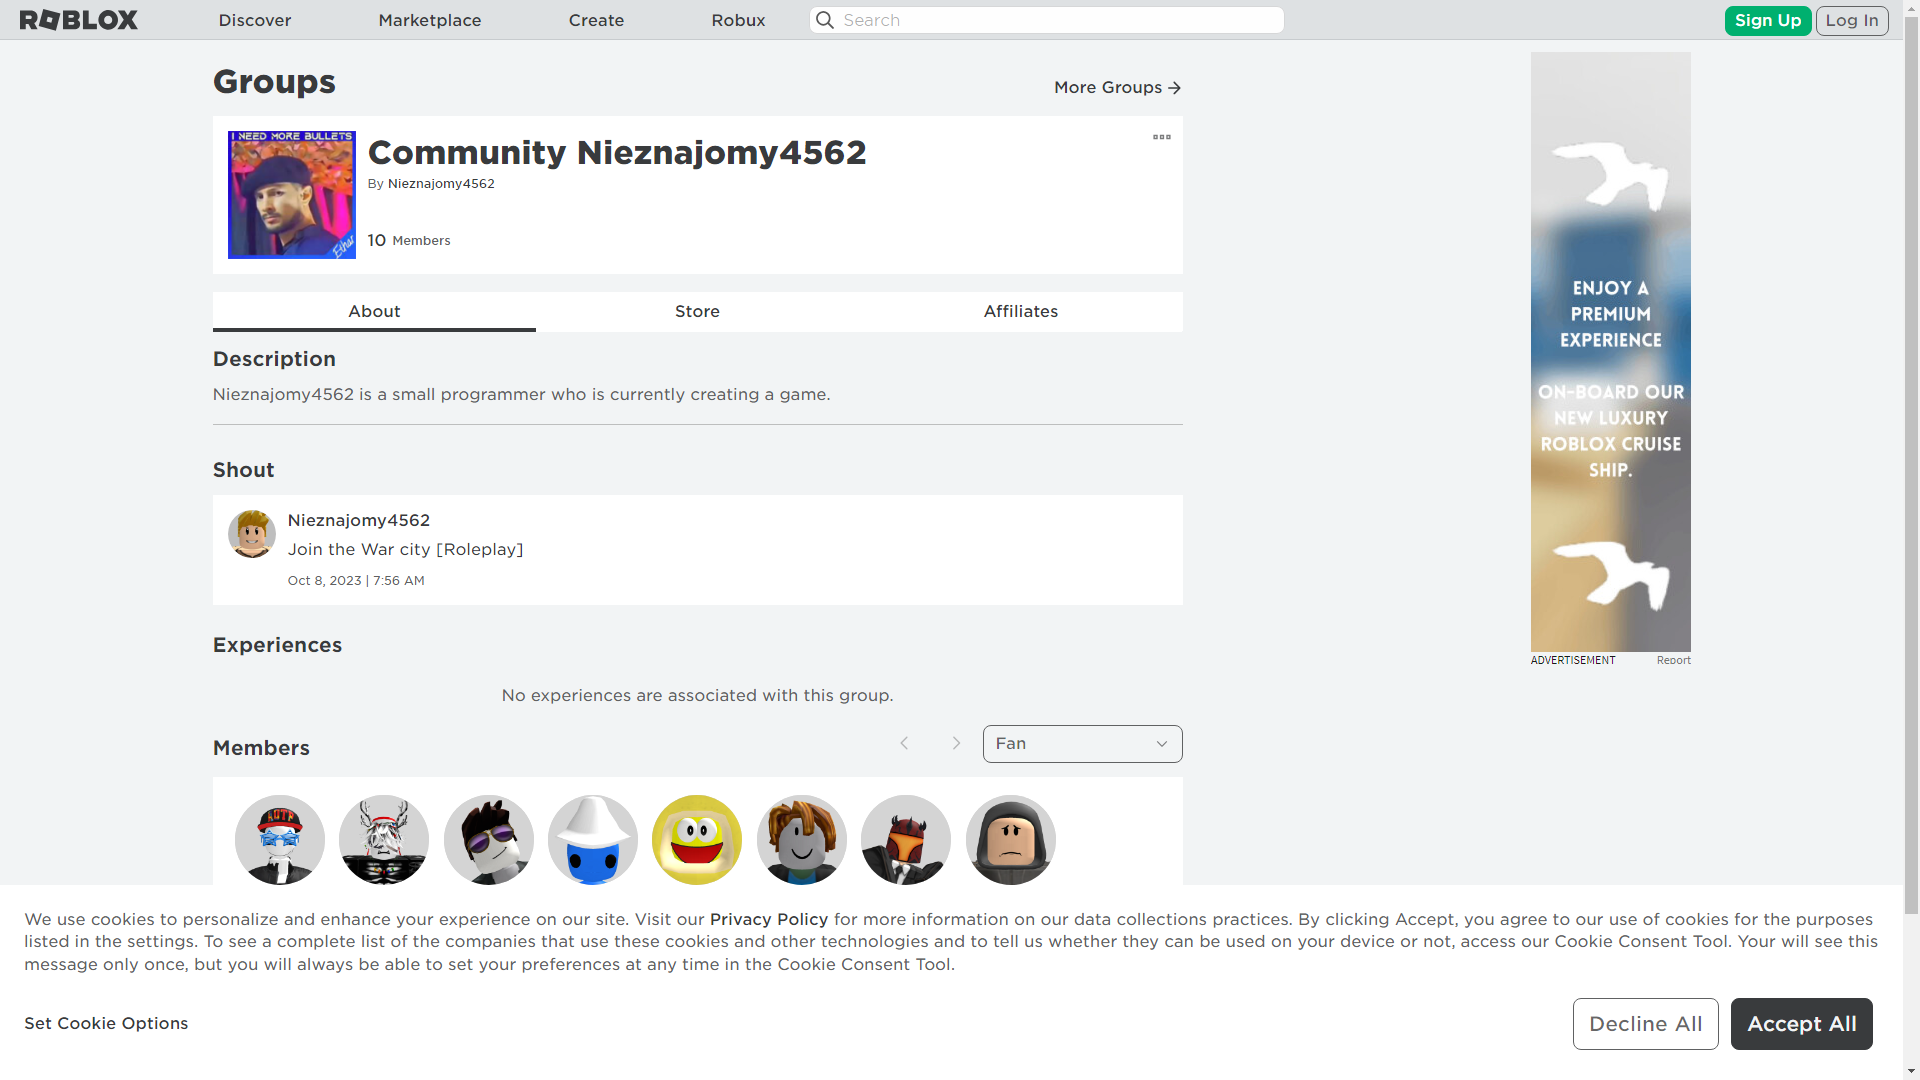 ROBLOX
Discover
Marketplace
Create
Robux
Search
Sign Up
Log In
Groups
More Groups
I NEED MORE BULLETS
Ethar
Community Nieznajomy4562
By Nieznajomy4562
10 Members
About
Store
Affiliates
Description
Nieznajomy4562 is a small programmer who is currently creating a game.
Shout
Nieznajomy4562
Join the War city [Roleplay]
Oct 8, 2023 | 7:56 AM
Experiences
No experiences are associated with this group.
Members
Fan
AOTP
ENJOY A
PREMIUM
EXPERIENCE
ON-BOARD OUR
NEW LUXURY
ROBLOX CRUISE
SHIP.
ADVERTISEMENT
Report
We use cookies to personalize and enhance your experience on our site. Visit our Privacy Policy for more information on our data collections practices. By clicking Accept, you agree to our use of cookies for the purposes
listed in the settings. To see a complete list of the companies that use these cookies and other technologies and to tell us whether they can be used on your device or not, access our Cookie Consent Tool. Your will see this
message only once, but you will always be able to set your preferences at any time in the Cookie Consent Tool.
Set Cookie Options
Decline All
Accept All